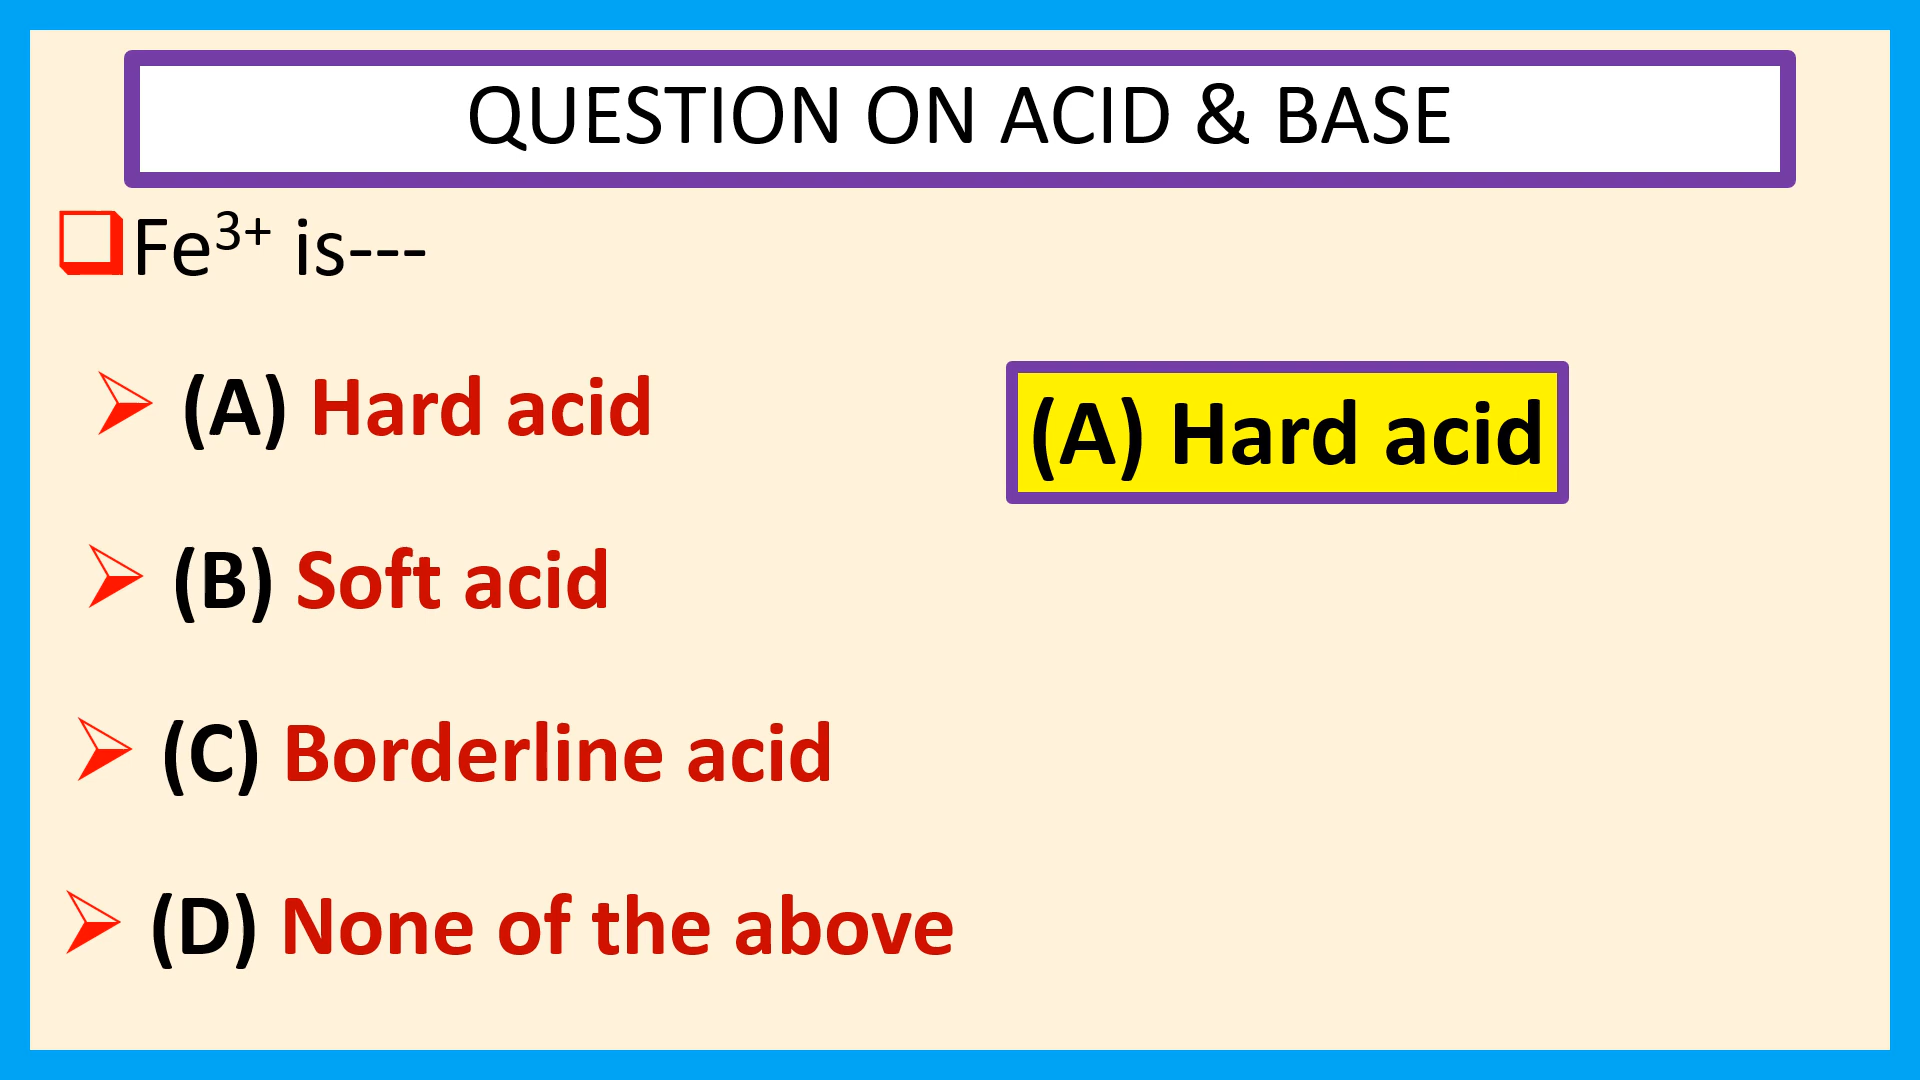 QUESTION ON ACID & BASE
Fe³⁺ is---
(A) Hard acid
(A) Hard acid
(B) Soft acid
(C) Borderline acid
(D) None of the above